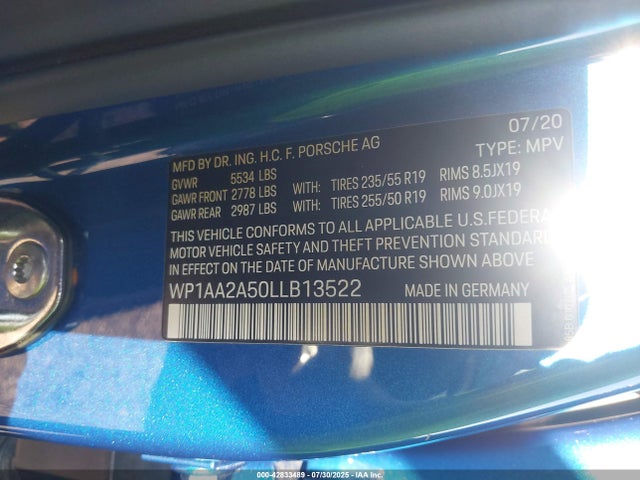 07/20
MFD BY DR. ING. H.C. F. PORSCHE AG TYPE: MPV
GVWR 5534 LBS
GAWR FRONT 2778 LBS WITH: TIRES 235/55 R19 RIMS 8.5JX19
GAWR REAR 2987 LBS WITH: TIRES 255/50 R19 RIMS 9.0JX19
THIS VEHICLE CONFORMS TO ALL APPLICABLE U.S.FEDERA
MOTOR VEHICLE SAFETY AND THEFT PREVENTION STANDARD
IN EFFECT ON THE DATE OF MANUFACTURE SHOWN ABOVE.
WP1AA2A50LLB13522 MADE IN GERMANY
000-42833489 - 07/30/2025 - IAA Inc.